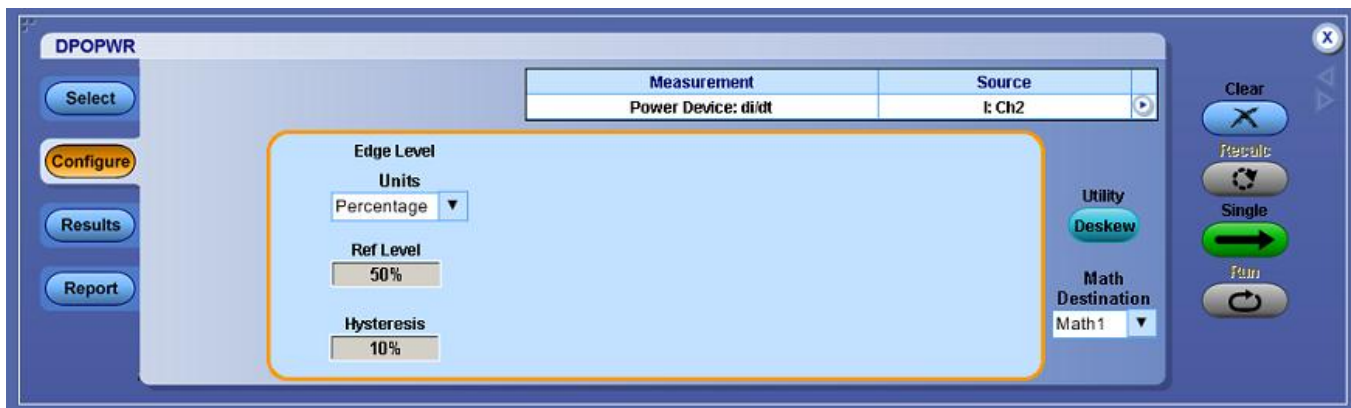 DPOPWR
Select
Configure
Results
Report
Measurement Source
Power Device: di/dt I: Ch2
Edge Level
Units
Percentage
Ref Level
50%
Hysteresis
10%
Utility
Deskew
Math
Destination
Math1
X
Clear
Recalc
Single
Run